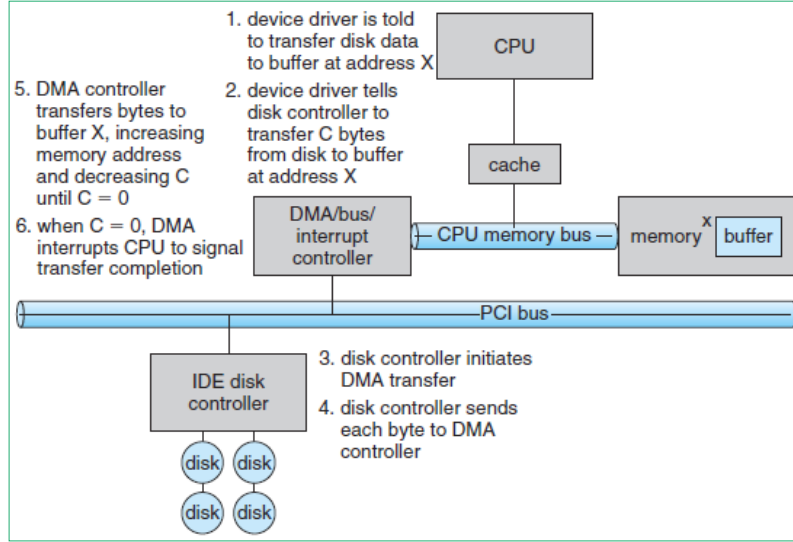 1. device driver is told
to transfer disk data
to buffer at address X
2. device driver tells
disk controller to
transfer C bytes
from disk to buffer
at address X
CPU
5. DMA controller
transfers bytes to
buffer X, increasing
memory address
and decreasing C
until C = 0
6. when C = 0, DMA
interrupts CPU to signal
transfer completion
cache
DMA/bus/
interrupt
controller
CPU memory bus
memory
x
buffer
PCI bus
IDE disk
controller
3. disk controller initiates
DMA transfer
4. disk controller sends
each byte to DMA
controller
disk
disk
disk
disk